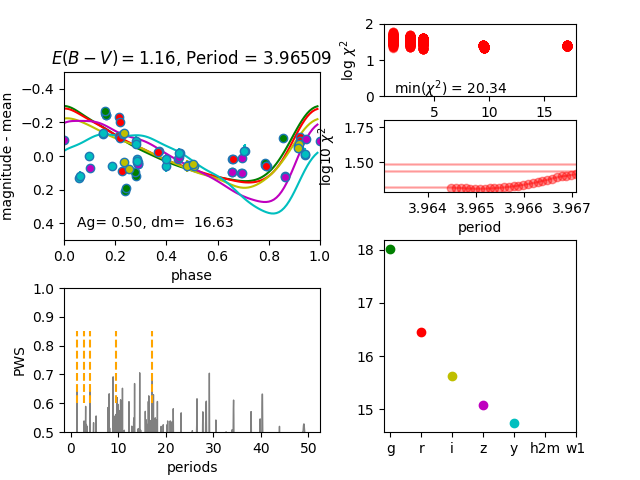 E(B − V) = 1.16, Period = 3.96509
magnitude - mean
−0.4
−0.2
0.0
0.2
0.4
Ag= 0.50, dm=  16.63
0.0 0.2 0.4 0.6 0.8 1.0
phase
log χ²
2
1
0
min(χ²) = 20.34
5 10 15
log10 χ²
1.75
1.50
3.964 3.965 3.966 3.967
period
PWS
1.0
0.9
0.8
0.7
0.6
0.5
0 10 20 30 40 50
periods
18
17
16
15
g r i z y h2m w1